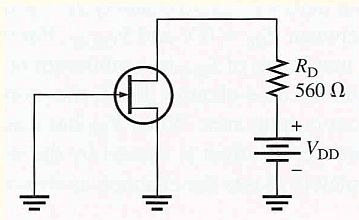 R_D
560 Ω
+
V_DD
−